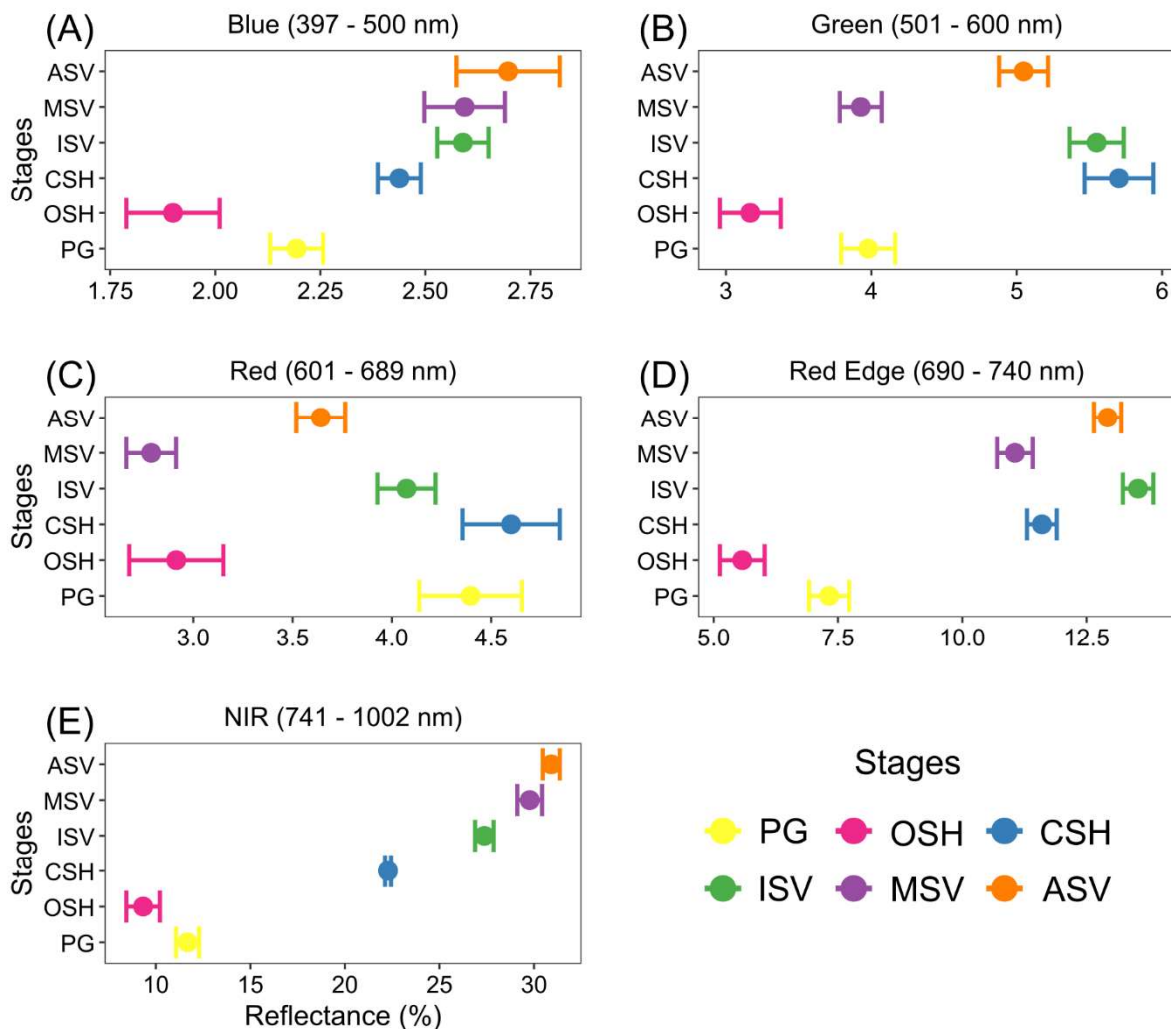 (A) Blue (397 - 500 nm)
Stages
ASV
MSV
ISV
CSH
OSH
PG
1.75 2.00 2.25 2.50 2.75
(B) Green (501 - 600 nm)
ASV
MSV
ISV
CSH
OSH
PG
3 4 5 6
(C) Red (601 - 689 nm)
ASV
MSV
ISV
CSH
OSH
PG
3.0 3.5 4.0 4.5
(D) Red Edge (690 - 740 nm)
ASV
MSV
ISV
CSH
OSH
PG
5.0 7.5 10.0 12.5
(E) NIR (741 - 1002 nm)
Stages
ASV
MSV
ISV
CSH
OSH
PG
10 15 20 25 30
Reflectance (%)
Stages
PG OSH CSH
ISV MSV ASV